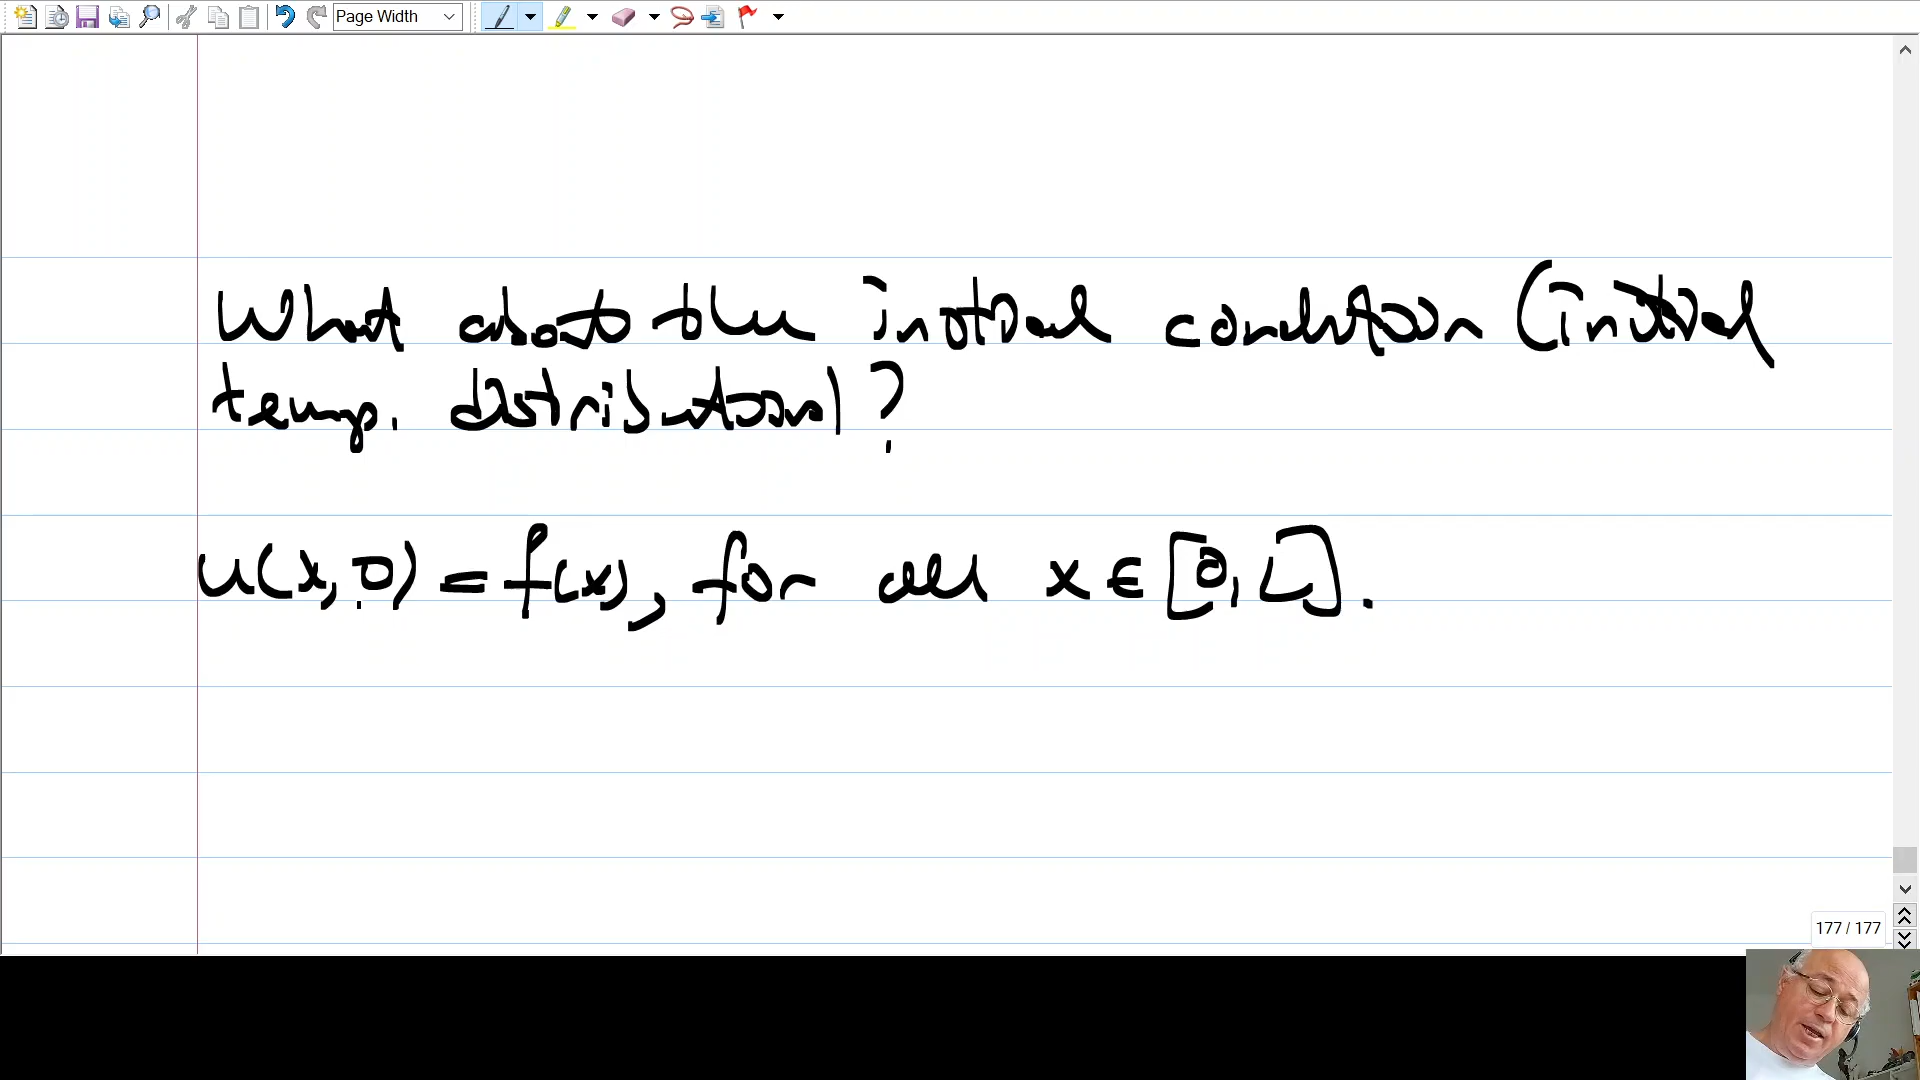 Page Width
What about the initial condition (initial
temp. distribution)?
u(x,0) = f(x), for all x ∈ [0, L].
177 / 177